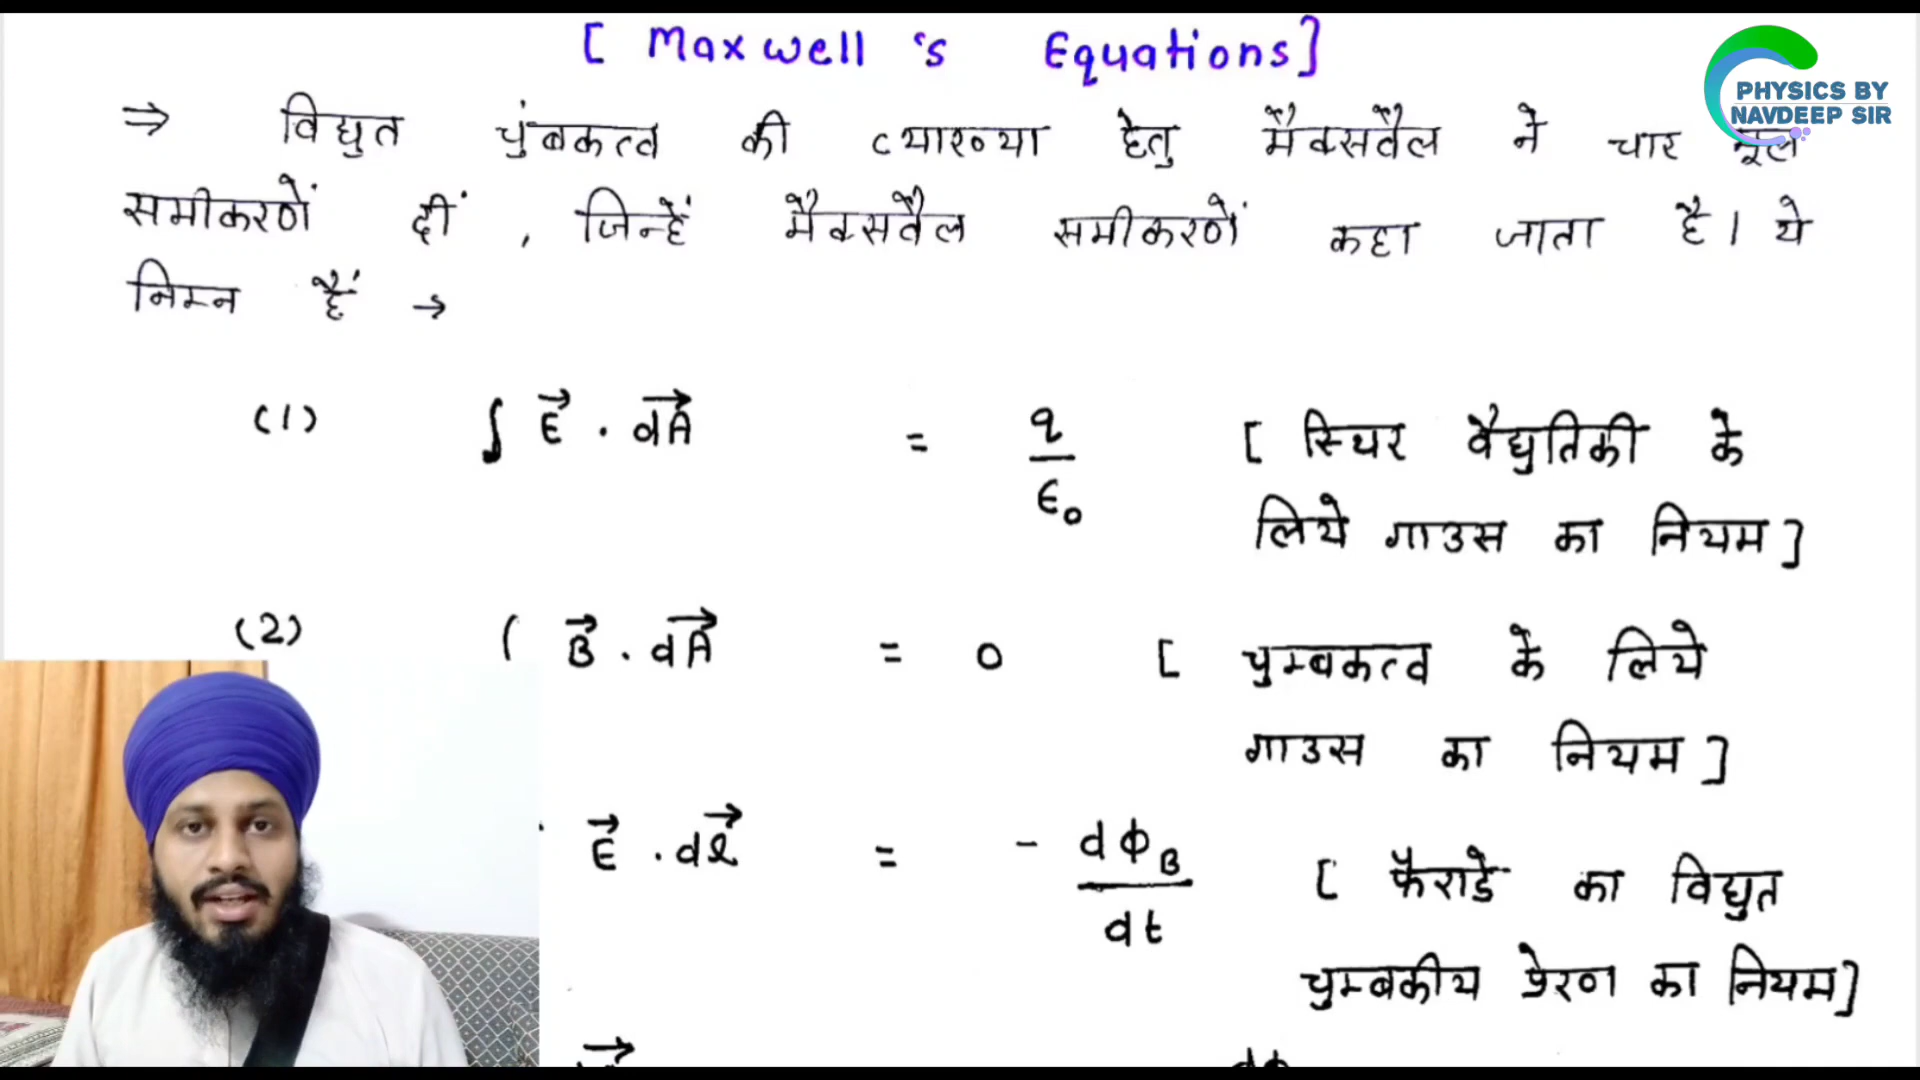 [ Maxwell 's Equations]
PHYSICS BY
NAVDEEP SIR
⇒ विद्युत चुंबकत्व की व्याख्या हेतु मैक्सवैल ने चार मूल
समीकरणें दीं , जिन्हें मैक्सवैल समीकरणें कहा जाता है। ये
निम्न हैं →
(1) ∫ E⃗ . dA⃗ = q/ϵ₀ [ स्थिर वैद्युतिकी के
लिये गाउस का नियम ]
(2) ( B⃗ . dA⃗ = 0 [ चुम्बकत्व के लिये
गाउस का नियम ]
E⃗ . dl⃗ = - dϕ_B/dt [ फैराडे का विद्युत
चुम्बकीय प्रेरण का नियम]